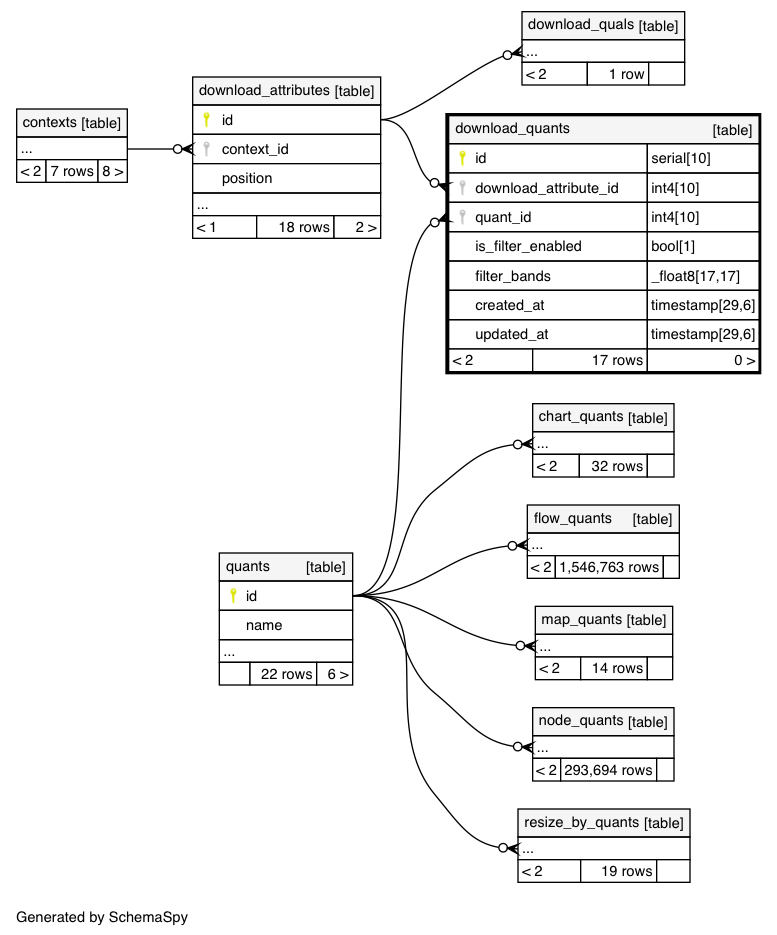 download_quals [table]
...
< 2 1 row
download_attributes [table]
id
context_id
position
...
< 1 18 rows 2 >
contexts [table]
...
< 2 7 rows 8 >
download_quants [table]
id serial[10]
download_attribute_id int4[10]
quant_id int4[10]
is_filter_enabled bool[1]
filter_bands _float8[17,17]
created_at timestamp[29,6]
updated_at timestamp[29,6]
< 2 17 rows 0 >
chart_quants [table]
...
< 2 32 rows
flow_quants [table]
...
< 2 1,546,763 rows
quants [table]
id
name
...
22 rows 6 >
map_quants [table]
...
< 2 14 rows
node_quants [table]
...
< 2 293,694 rows
resize_by_quants [table]
...
< 2 19 rows
Generated by SchemaSpy